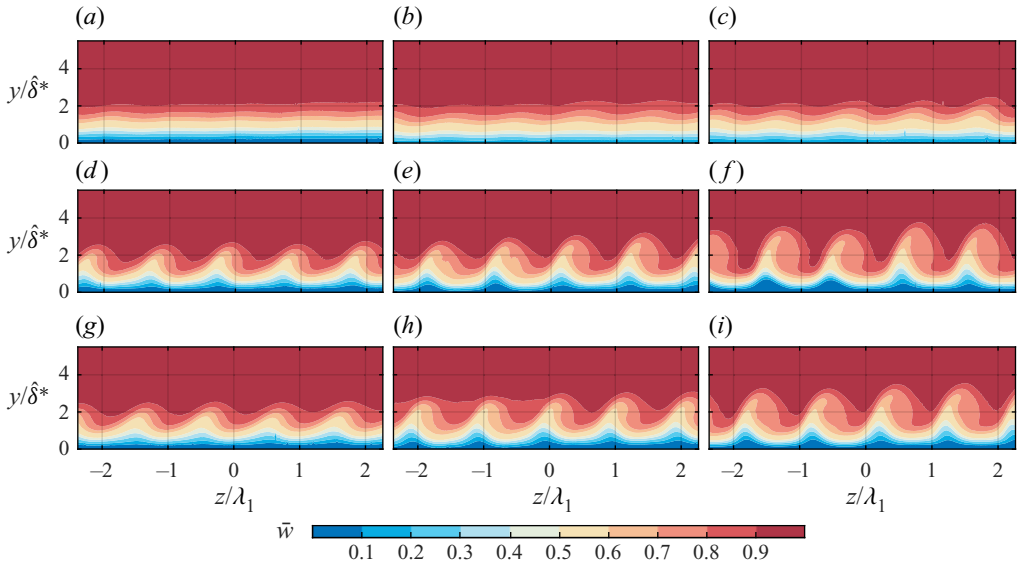 (a) (b) (c)
y/δ̂* 4 2 0
(d) (e) (f)
y/δ̂* 4 2 0
(g) (h) (i)
y/δ̂* 4 2 0
−2 −1 0 1 2 −2 −1 0 1 2 −2 −1 0 1 2
z/λ₁ z/λ₁ z/λ₁
w̄ 0.1 0.2 0.3 0.4 0.5 0.6 0.7 0.8 0.9